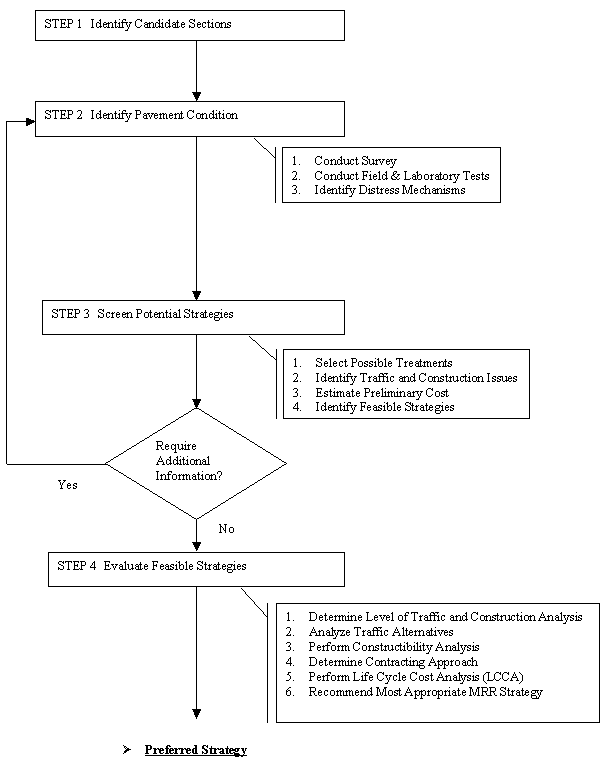 STEP 1 Identify Candidate Sections
STEP 2 Identify Pavement Condition
1. Conduct Survey
2. Conduct Field & Laboratory Tests
3. Identify Distress Mechanisms
STEP 3 Screen Potential Strategies
1. Select Possible Treatments
2. Identify Traffic and Construction Issues
3. Estimate Preliminary Cost
4. Identify Feasible Strategies
Require
Additional
Information?
Yes
No
STEP 4 Evaluate Feasible Strategies
1. Determine Level of Traffic and Construction Analysis
2. Analyze Traffic Alternatives
3. Perform Constructibility Analysis
4. Determine Contracting Approach
5. Perform Life Cycle Cost Analysis (LCCA)
6. Recommend Most Appropriate MRR Strategy
➢ Preferred Strategy